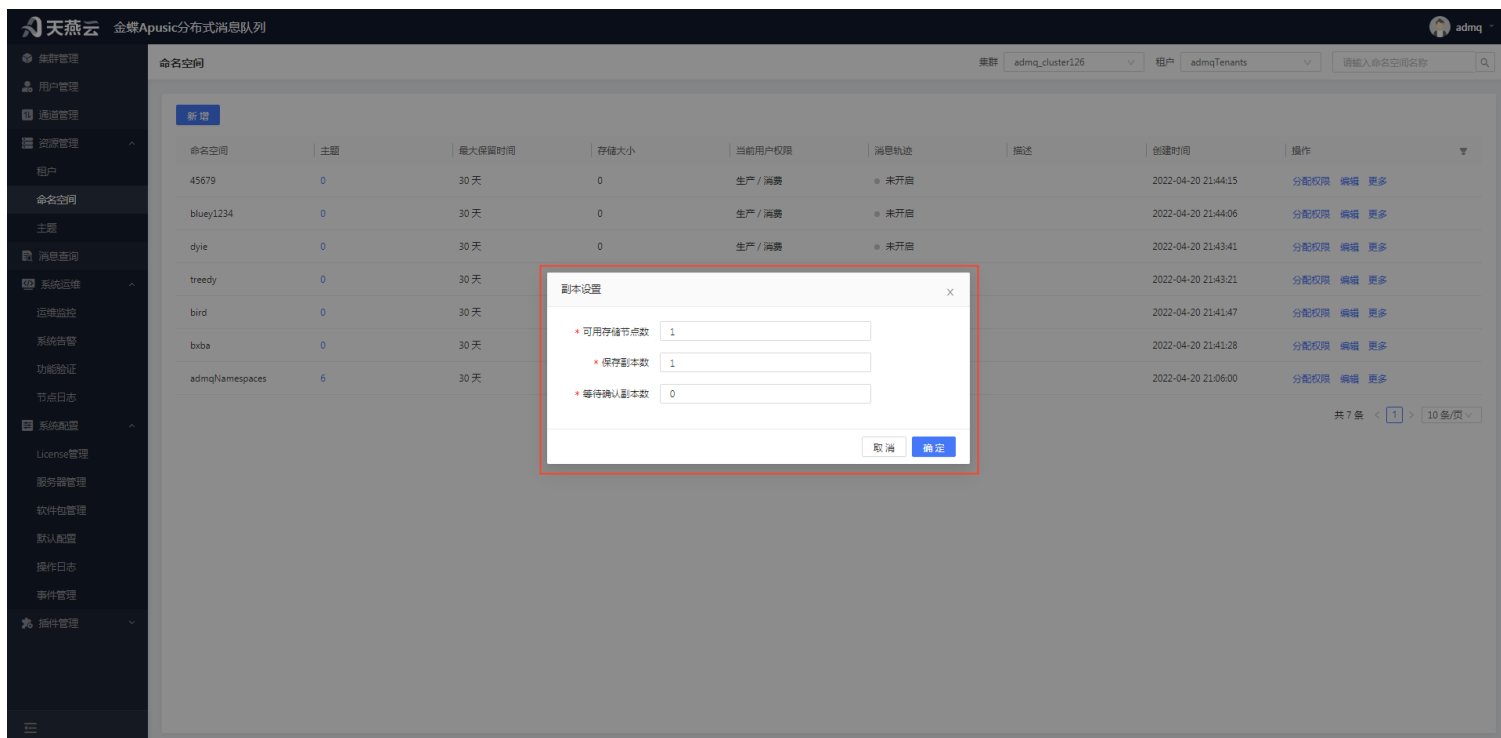 天燕云 金蝶Apusic分布式消息队列 admq
集群管理
用户管理
通道管理
资源管理
租户
命名空间
主题
消息查询
系统运维
运维监控
系统告警
功能验证
节点日志
系统配置
License管理
服务器管理
软件包管理
默认配置
操作日志
事件管理
插件管理
命名空间 集群 admq_cluster126 租户 admqTenants 请输入命名空间名称
新增
命名空间 主题 最大保留时间 存储大小 当前用户权限 消息轨迹 描述 创建时间 操作
45679 0 30 天 0 生产 / 消费 未开启 2022-04-20 21:44:15 分配权限 编辑 更多
bluey1234 0 30 天 0 生产 / 消费 未开启 2022-04-20 21:44:06 分配权限 编辑 更多
dyie 0 30 天 0 生产 / 消费 未开启 2022-04-20 21:43:41 分配权限 编辑 更多
treedy 0 30 天 2022-04-20 21:43:21 分配权限 编辑 更多
bird 0 30 天 2022-04-20 21:41:47 分配权限 编辑 更多
bxba 0 30 天 2022-04-20 21:41:28 分配权限 编辑 更多
admqNamespaces 6 30 天 2022-04-20 21:06:00 分配权限 编辑 更多
共 7 条 < 1 > 10 条/页
副本设置
* 可用存储节点数 1
* 保存副本数 1
* 等待确认副本数 0
取消 确定